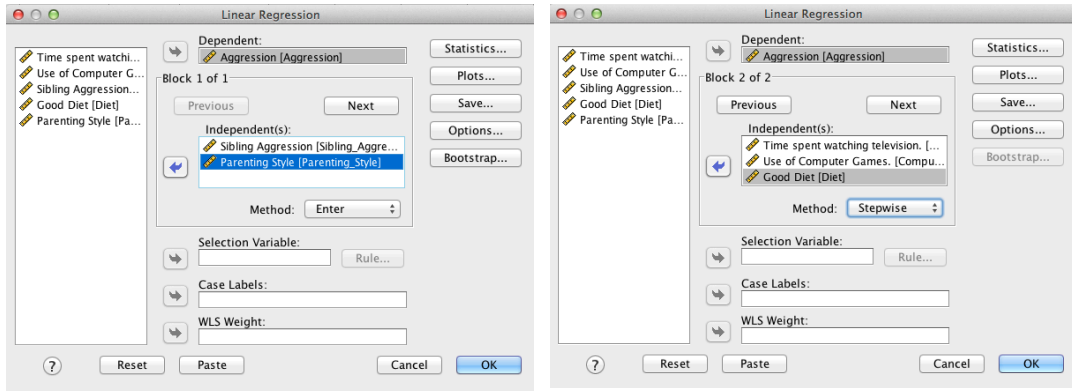 Linear Regression
Time spent watchi...
Use of Computer G...
Sibling Aggression...
Good Diet [Diet]
Parenting Style [Pa...
Dependent:
Aggression [Aggression]
Block 1 of 1
Previous
Next
Independent(s):
Sibling Aggression [Sibling_Aggre...
Parenting Style [Parenting_Style]
Method: Enter
Selection Variable:
Rule...
Case Labels:
WLS Weight:
Statistics...
Plots...
Save...
Options...
Bootstrap...
?
Reset
Paste
Cancel
OK
Linear Regression
Time spent watchi...
Use of Computer G...
Sibling Aggression...
Good Diet [Diet]
Parenting Style [Pa...
Dependent:
Aggression [Aggression]
Block 2 of 2
Previous
Next
Independent(s):
Time spent watching television. [...
Use of Computer Games. [Compu...
Good Diet [Diet]
Method: Stepwise
Selection Variable:
Rule...
Case Labels:
WLS Weight:
Statistics...
Plots...
Save...
Options...
Bootstrap...
?
Reset
Paste
Cancel
OK